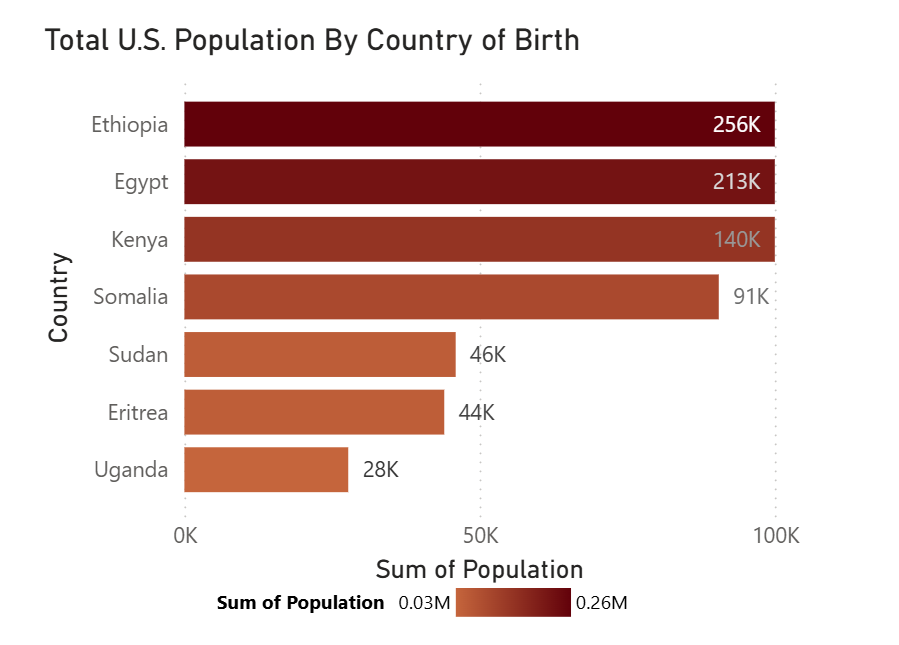 Total U.S. Population By Country of Birth
Country
Ethiopia 256K
Egypt 213K
Kenya 140K
Somalia 91K
Sudan 46K
Eritrea 44K
Uganda 28K
0K 50K 100K
Sum of Population
Sum of Population 0.03M 0.26M